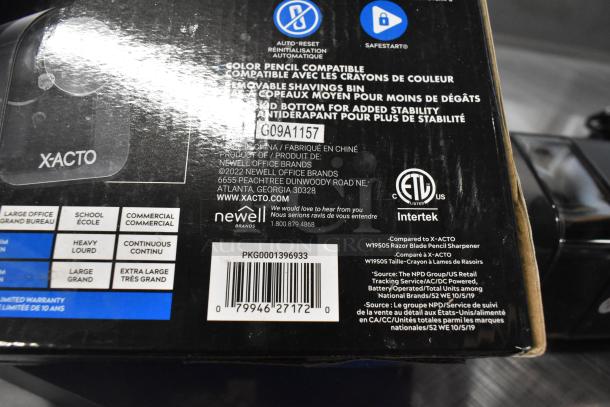 AUTO-RESET
RÉINITIALISATION
AUTOMATIQUE
SAFESTART®
COLOR PENCIL COMPATIBLE
COMPATIBLE AVEC LES CRAYONS DE COULEUR
REMOVABLE SHAVINGS BIN
COPEAUX MOYEN POUR MOINS DE DÉGÂTS
BOTTOM FOR ADDED STABILITY
ANTIDÉRAPANT POUR PLUS DE STABILITÉ
G09A1157
X-ACTO
CHINA / FABRIQUÉ EN CHINE
PRODUCT OF / PRODUIT DE:
NEWELL OFFICE BRANDS
©2022 NEWELL OFFICE BRANDS
6655 PEACHTREE DUNWOODY ROAD NE,
ATLANTA, GEORGIA 30328
WWW.XACTO.COM
newell
BRANDS
We would love to hear from you
Nous serions ravis de vous entendre
1.800.879.4868
C ETL US
LISTED
Intertek
LARGE OFFICE
GRAND BUREAU
SCHOOL
ÉCOLE
COMMERCIAL
COMMERCIAL
HEAVY
LOURD
CONTINUOUS
CONTINU
LARGE
GRAND
EXTRA LARGE
TRÈS GRAND
LIMITED WARRANTY
LIMITÉE DE 10 ANS
PKG0001396933
0 79946 27172 0
-Compared to X-ACTO
W19505 Razor Blade Pencil Sharpener
-Comparé à X-ACTO
W19505 Taille-Crayon à Lames de Rasoirs
*Source: The NPD Group/US Retail
Tracking Service/AC/DC Powered,
Battery Operated/Total Units among
National Brands/52 WE 10/5/19
-Source : Le groupe NPD/Service de suivi
de la vente au détail aux États-Unis/alimenté
en CA/CC/Unités totales parmi les marques
nationales/52 WE 10/5/19